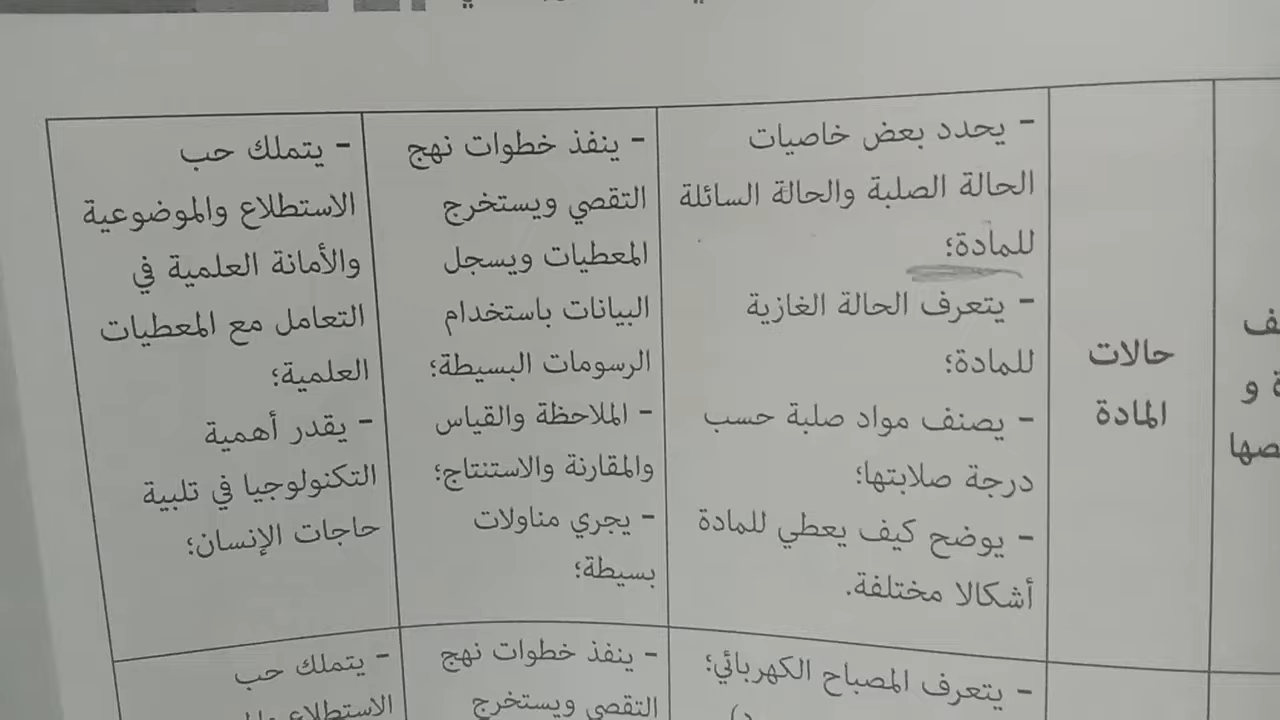 حالات
المادة
- يحدد بعض خاصيات
الحالة الصلبة والحالة السائلة
للمادة؛
- يتعرف الحالة الغازية
للمادة؛
- يصنف مواد صلبة حسب
درجة صلابتها؛
- يوضح كيف يعطي للمادة
أشكالا مختلفة.
- ينفذ خطوات نهج
التقصي ويستخرج
المعطيات ويسجل
البيانات باستخدام
الرسومات البسيطة؛
- الملاحظة والقياس
والمقارنة والاستنتاج؛
- يجري مناولات
بسيطة؛
- يتملك حب
الاستطلاع والموضوعية
والأمانة العلمية في
التعامل مع المعطيات
العلمية؛
- يقدر أهمية
التكنولوجيا في تلبية
حاجات الإنسان؛
- يتعرف المصباح الكهربائي؛
- ينفذ خطوات نهج
التقصي ويستخرج
- يتملك حب
الاستطلاع